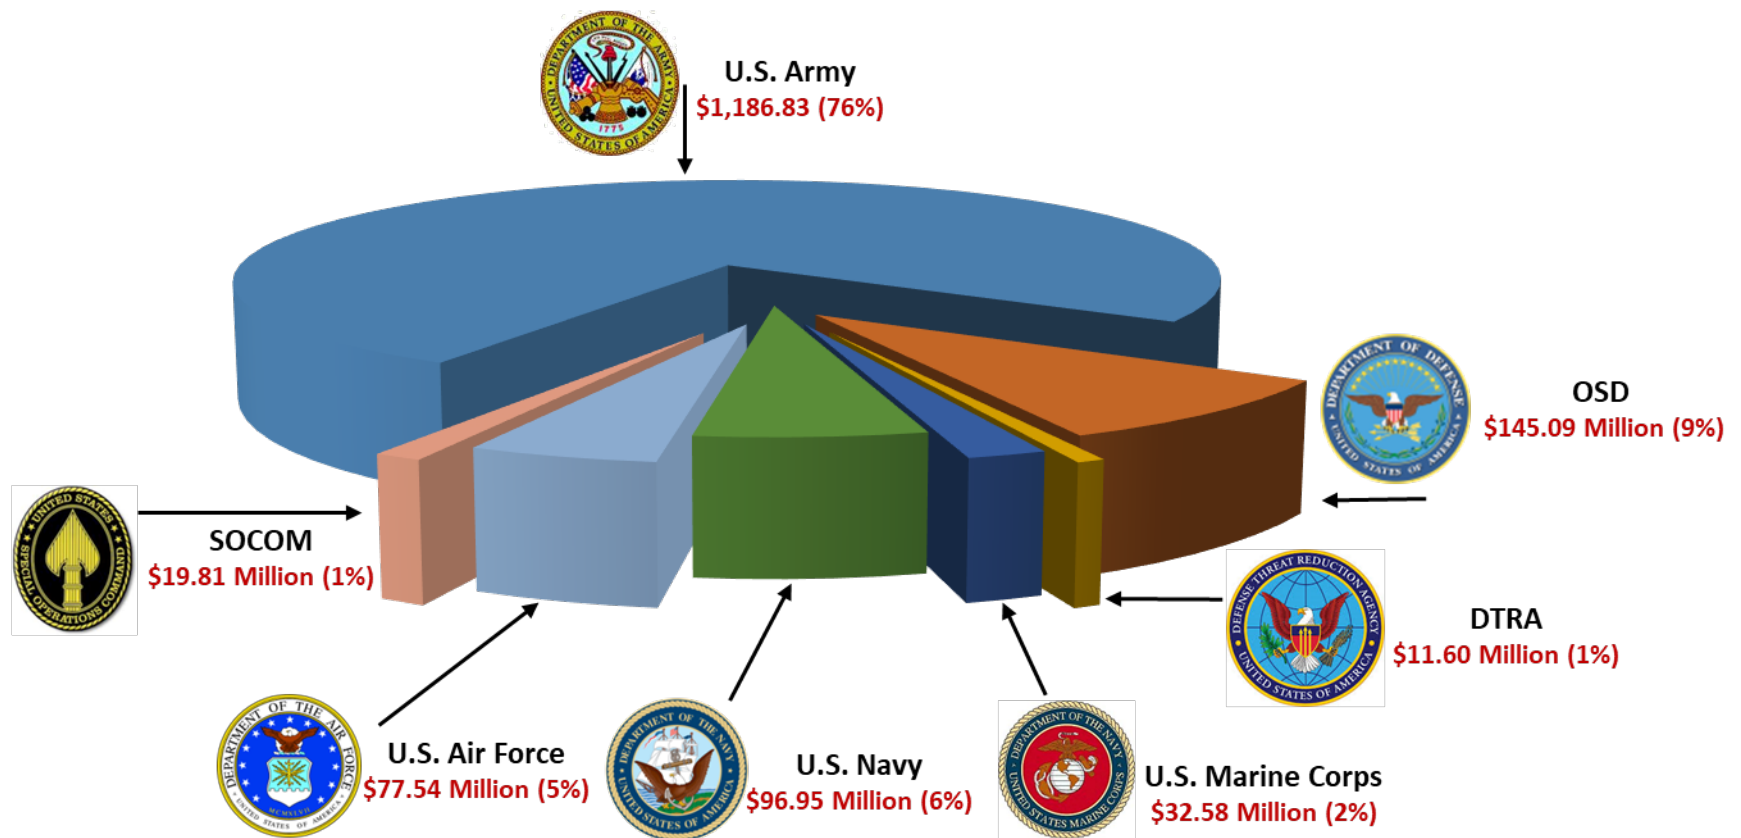 DEPARTMENT OF THE ARMY
UNITED STATES OF AMERICA
1775
U.S. Army
$1,186.83 (76%)
DEPARTMENT OF DEFENSE
UNITED STATES OF AMERICA
OSD
$145.09 Million (9%)
UNITED STATES
SPECIAL OPERATIONS COMMAND
SOCOM
$19.81 Million (1%)
DEFENSE THREAT REDUCTION AGENCY
UNITED STATES OF AMERICA
DTRA
$11.60 Million (1%)
DEPARTMENT OF THE AIR FORCE
MCMXLVII
UNITED STATES OF AMERICA
U.S. Air Force
$77.54 Million (5%)
DEPARTMENT OF THE NAVY
UNITED STATES OF AMERICA
U.S. Navy
$96.95 Million (6%)
DEPARTMENT OF THE NAVY
UNITED STATES MARINE CORPS
U.S. Marine Corps
$32.58 Million (2%)